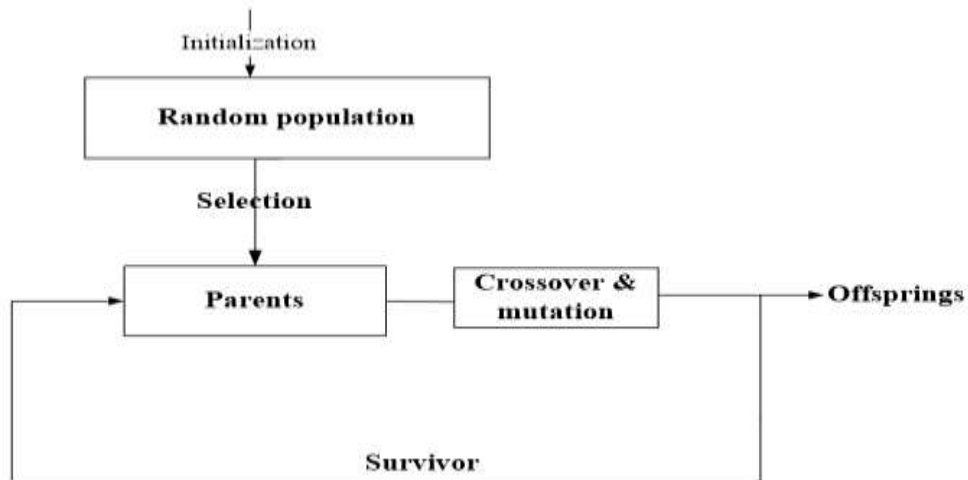 Initialization
Random population
Selection
Parents
Crossover &
mutation
Offsprings
Survivor